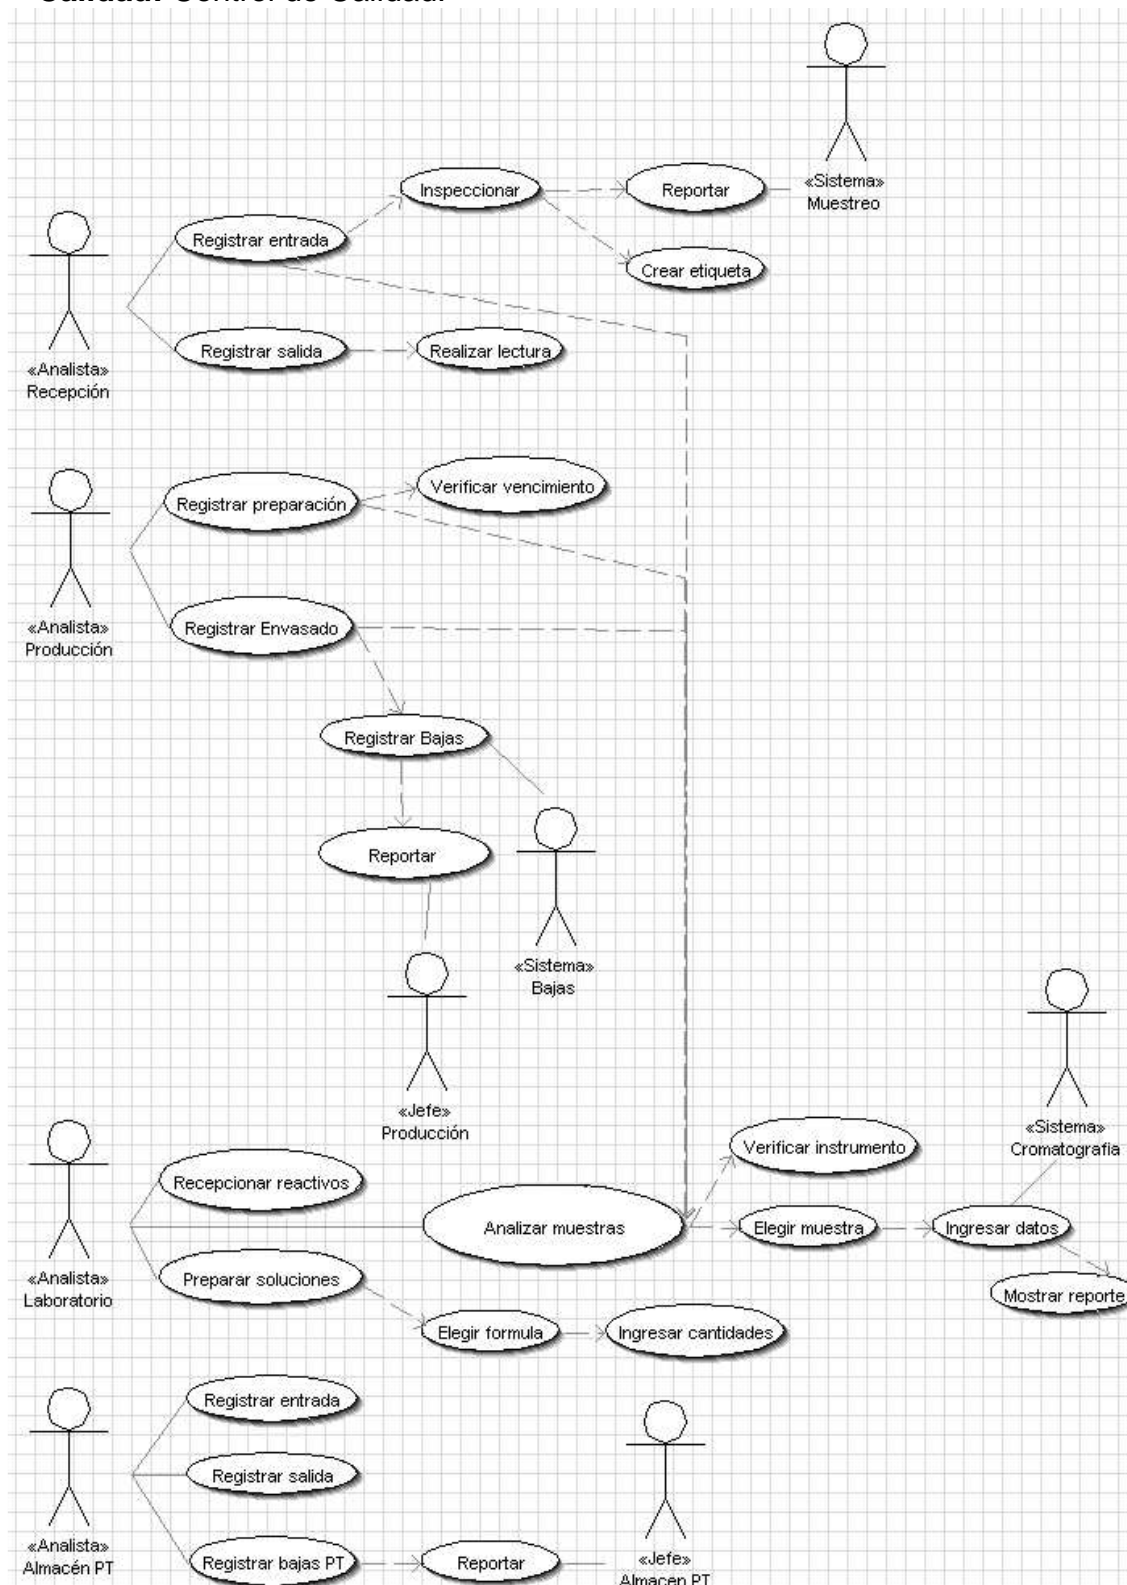 Calidad: Control de Calidad.
«Sistema»
Muestreo
Inspeccionar
Reportar
Registrar entrada
Crear etiqueta
Registrar salida
Realizar lectura
«Analista»
Recepción
Verificar vencimiento
Registrar preparación
«Analista»
Producción
Registrar Envasado
Registrar Bajas
Reportar
«Sistema»
Bajas
«Jefe»
Producción
«Sistema»
Cromatografia
Verificar instrumento
Recepcionar reactivos
Analizar muestras
Elegir muestra
Ingresar datos
«Analista»
Laboratorio
Preparar soluciones
Mostrar reporte
Elegir formula
Ingresar cantidades
Registrar entrada
Registrar salida
«Analista»
Almacén PT
Registrar bajas PT
Reportar
«Jefe»
Almacen PT